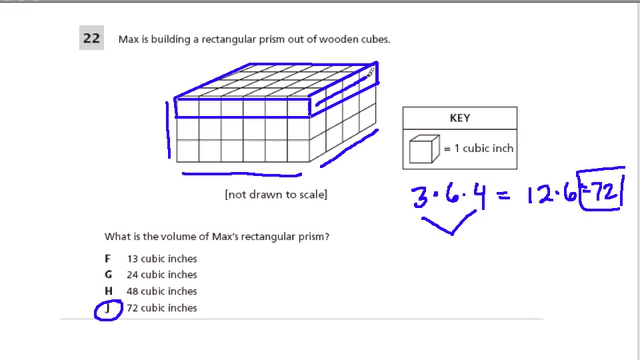 22 Max is building a rectangular prism out of wooden cubes.
KEY
= 1 cubic inch
[not drawn to scale]
3 · 6 · 4 = 12 · 6 = 72
What is the volume of Max's rectangular prism?
F 13 cubic inches
G 24 cubic inches
H 48 cubic inches
J 72 cubic inches